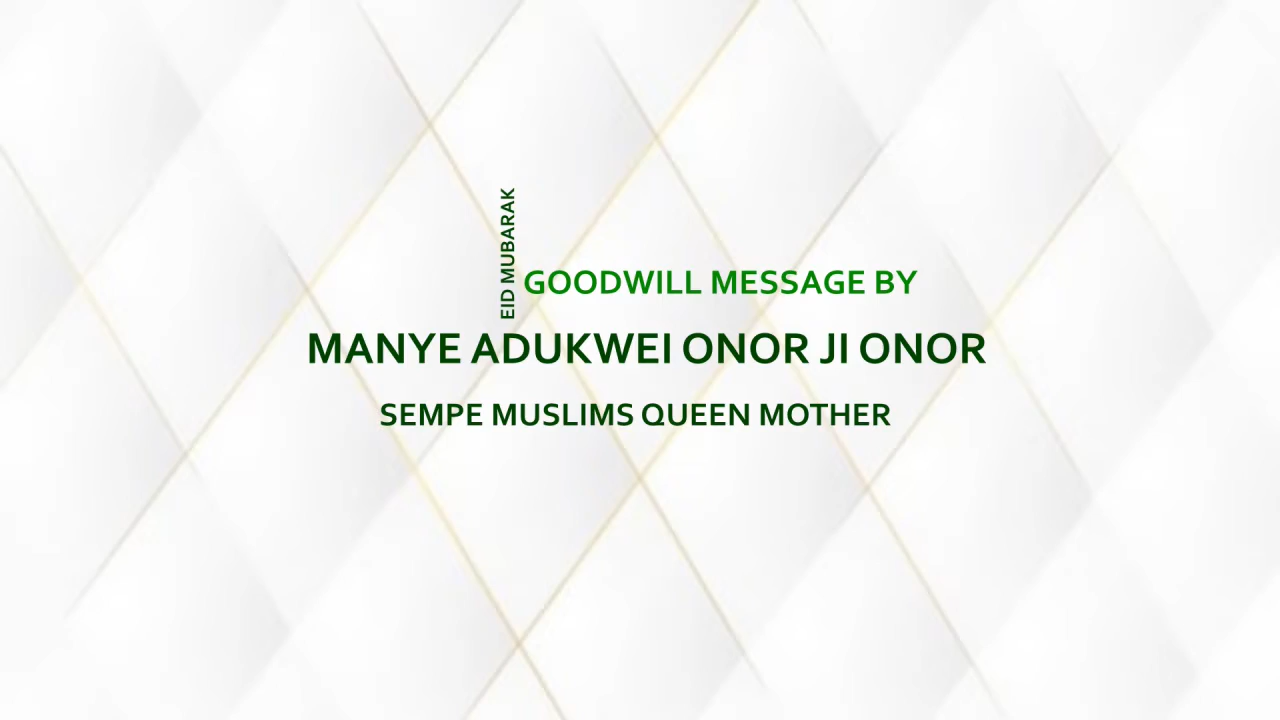 EID MUBARAK
GOODWILL MESSAGE BY
MANYE ADUKWEI ONOR JI ONOR
SEMPE MUSLIMS QUEEN MOTHER